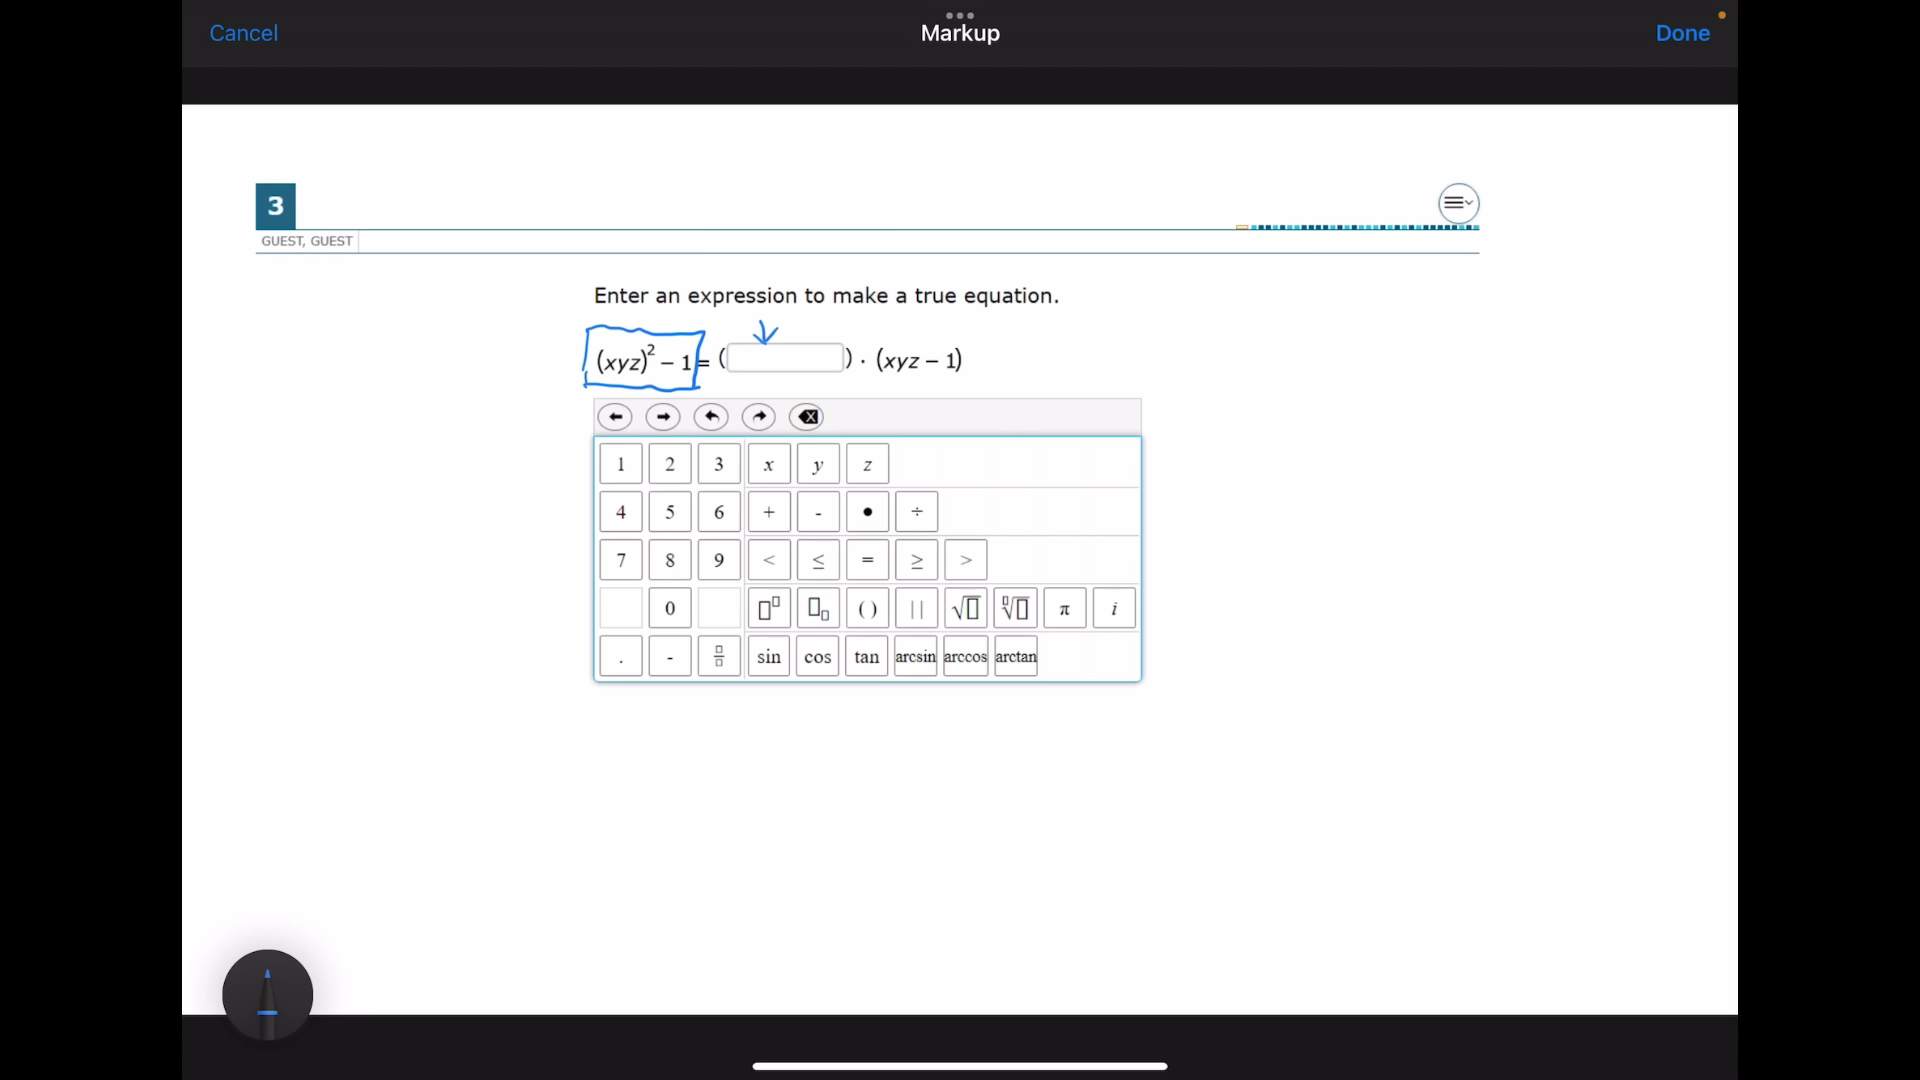 Cancel
Markup
Done
3
GUEST, GUEST
Enter an expression to make a true equation.
(xyz)² – 1 = ( ) · (xyz – 1)
1 2 3 x y z
4 5 6 + - • ÷
7 8 9 < ≤ = ≥ >
0 □^□ □_□ ( ) | | √□ □√□ π i
. - □/□ sin cos tan arcsin arccos arctan